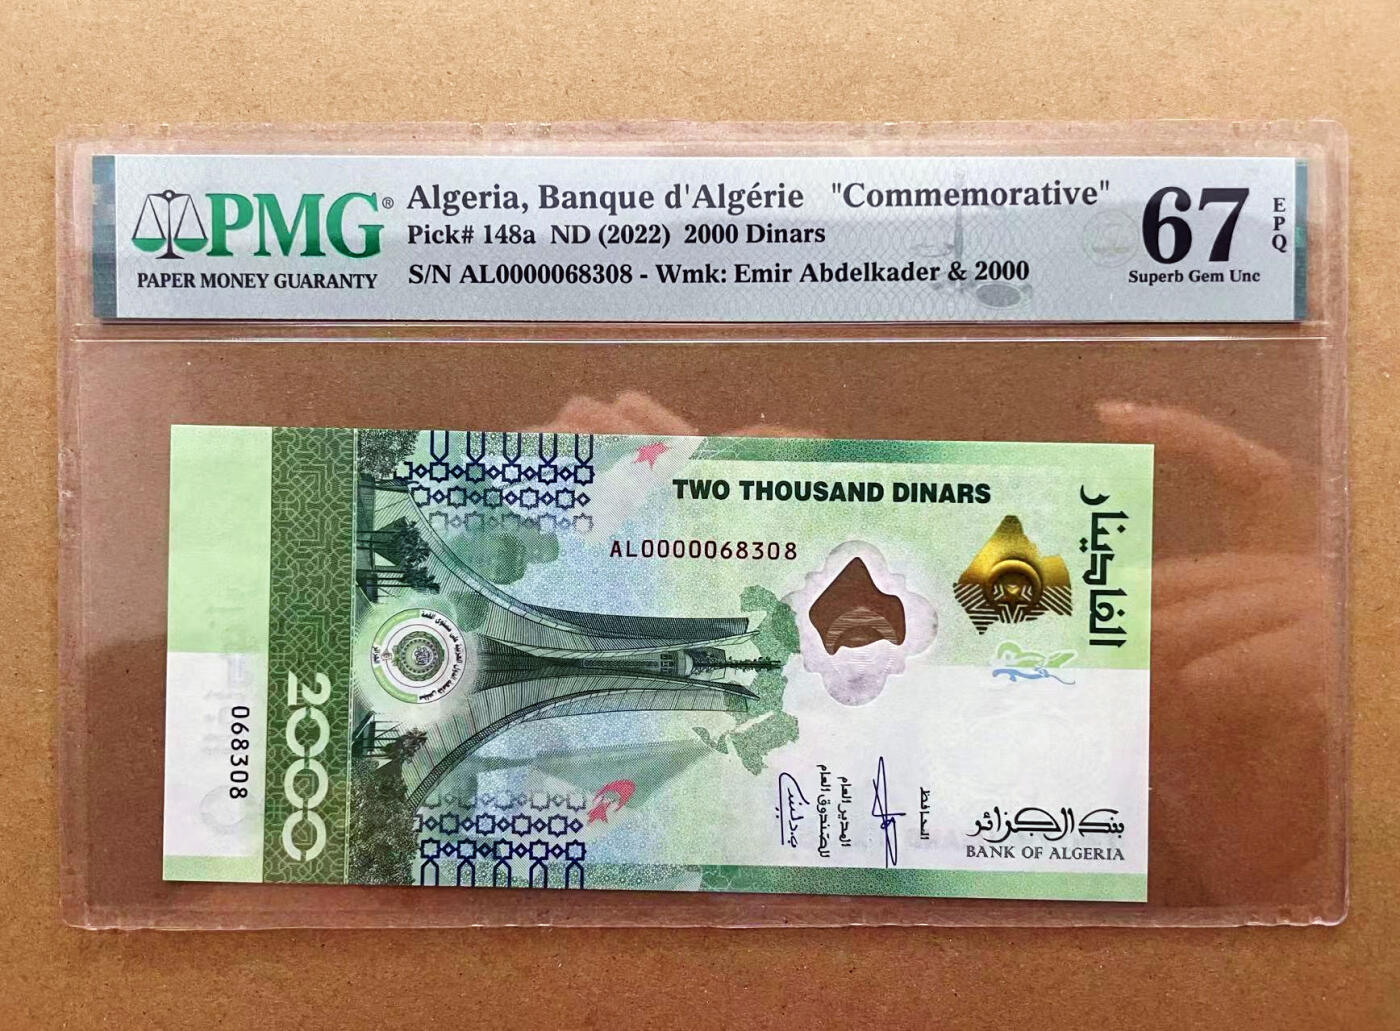 PMG®
PAPER MONEY GUARANTY
Algeria, Banque d'Algérie "Commemorative"
Pick# 148a ND (2022) 2000 Dinars
S/N AL0000068308 - Wmk: Emir Abdelkader & 2000
67
EPQ
Superb Gem Unc
TWO THOUSAND DINARS
AL0000068308
ألفا دينار
2000
068308
المحافظ
المدير العام
للصندوق العام
بنك الجزائر
BANK OF ALGERIA